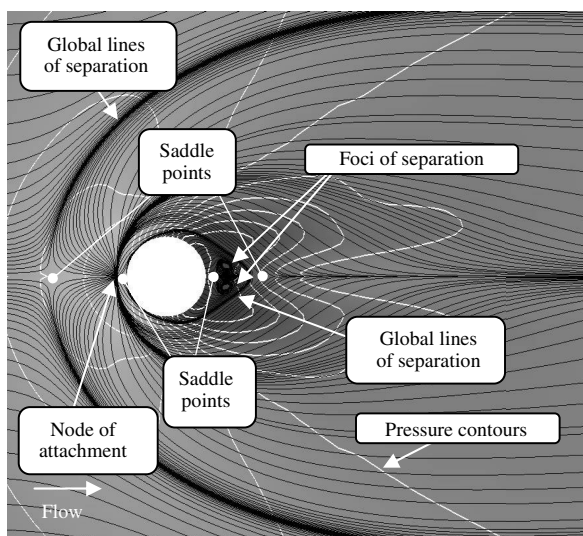 Global lines
of separation
Saddle
points
Foci of separation
Global lines
of separation
Saddle
points
Node of
attachment
Pressure contours
Flow